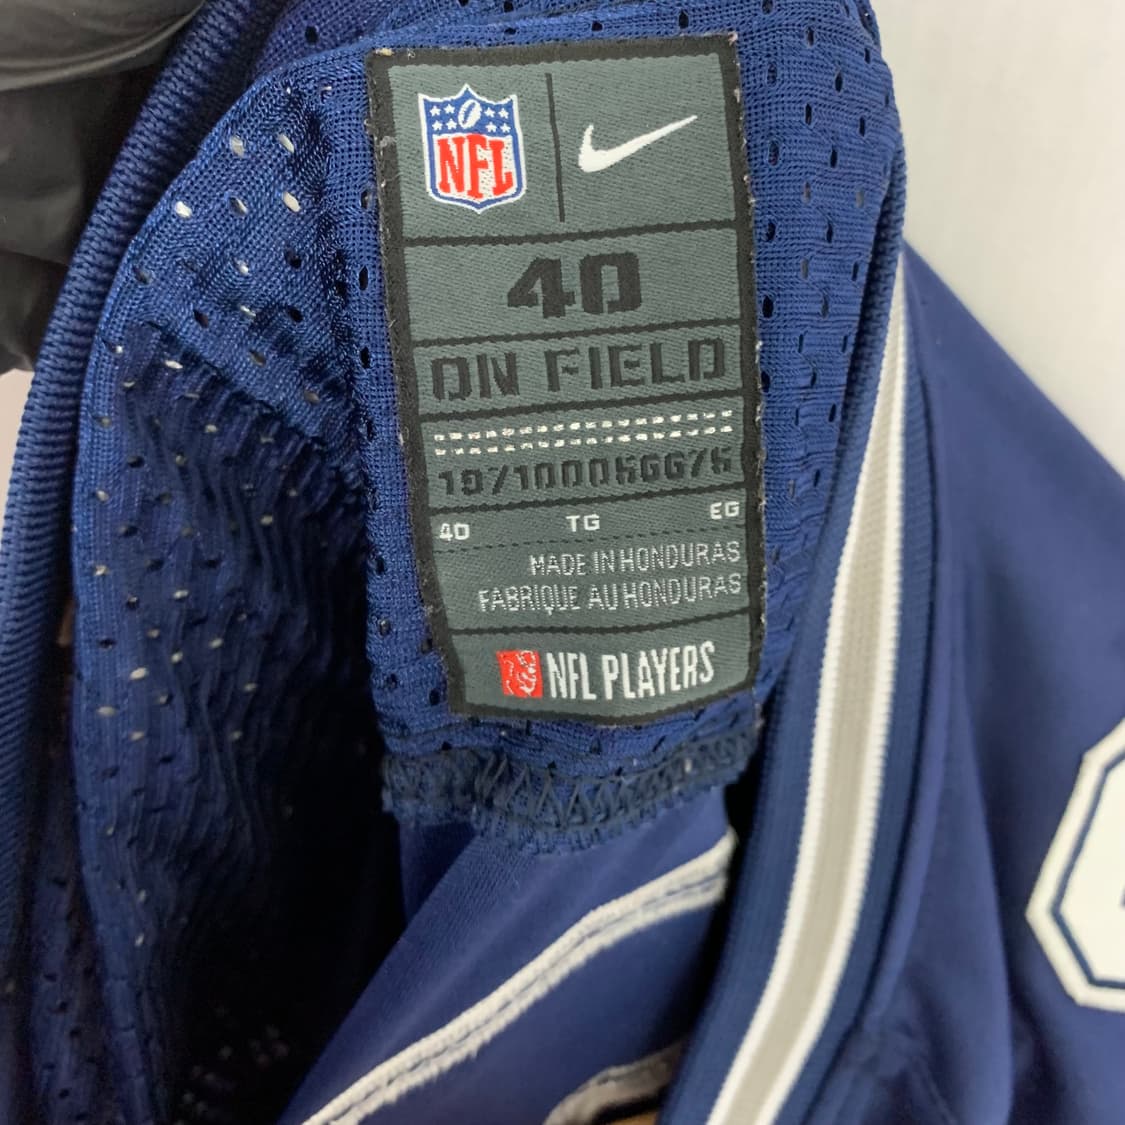 NFL
40
ON FIELD
40 TG EG
MADE IN HONDURAS
FABRIQUE AU HONDURAS
NFL PLAYERS